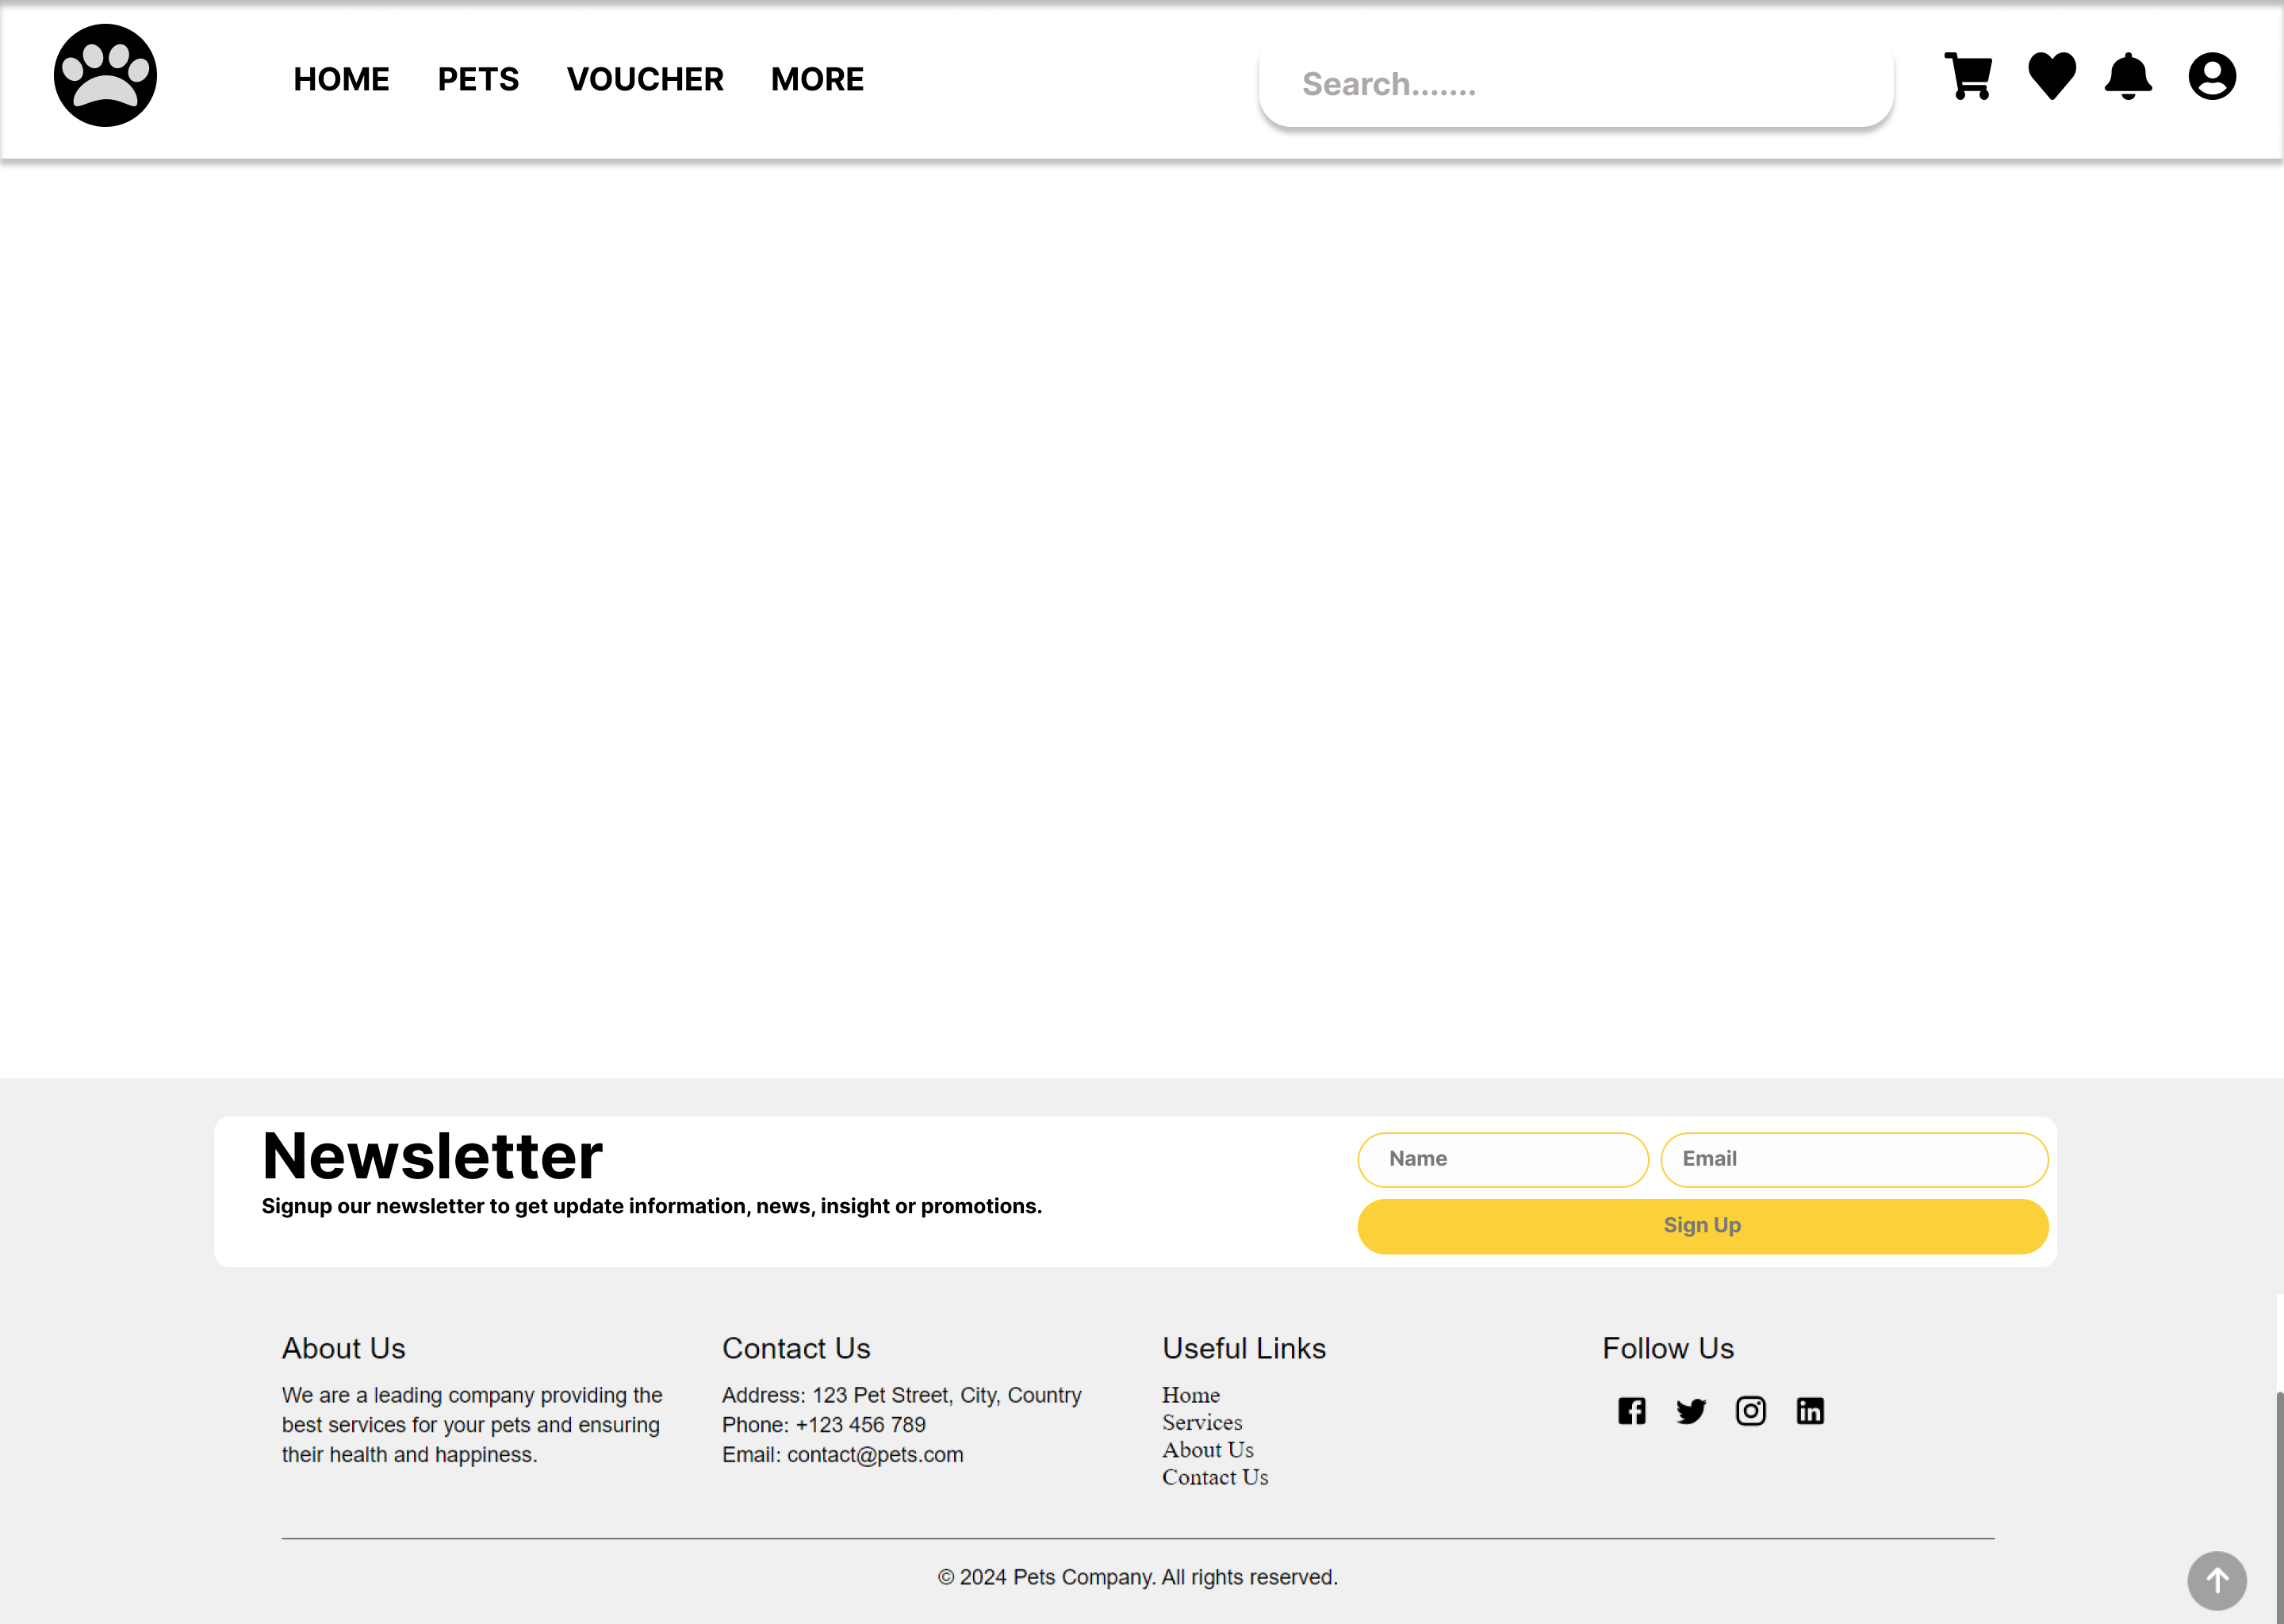 HOME PETS VOUCHER MORE Search.......
Newsletter
Signup our newsletter to get update information, news, insight or promotions.
Name Email
Sign Up
About Us
We are a leading company providing the
best services for your pets and ensuring
their health and happiness.
Contact Us
Address: 123 Pet Street, City, Country
Phone: +123 456 789
Email: contact@pets.com
Useful Links
Home
Services
About Us
Contact Us
Follow Us
© 2024 Pets Company. All rights reserved.